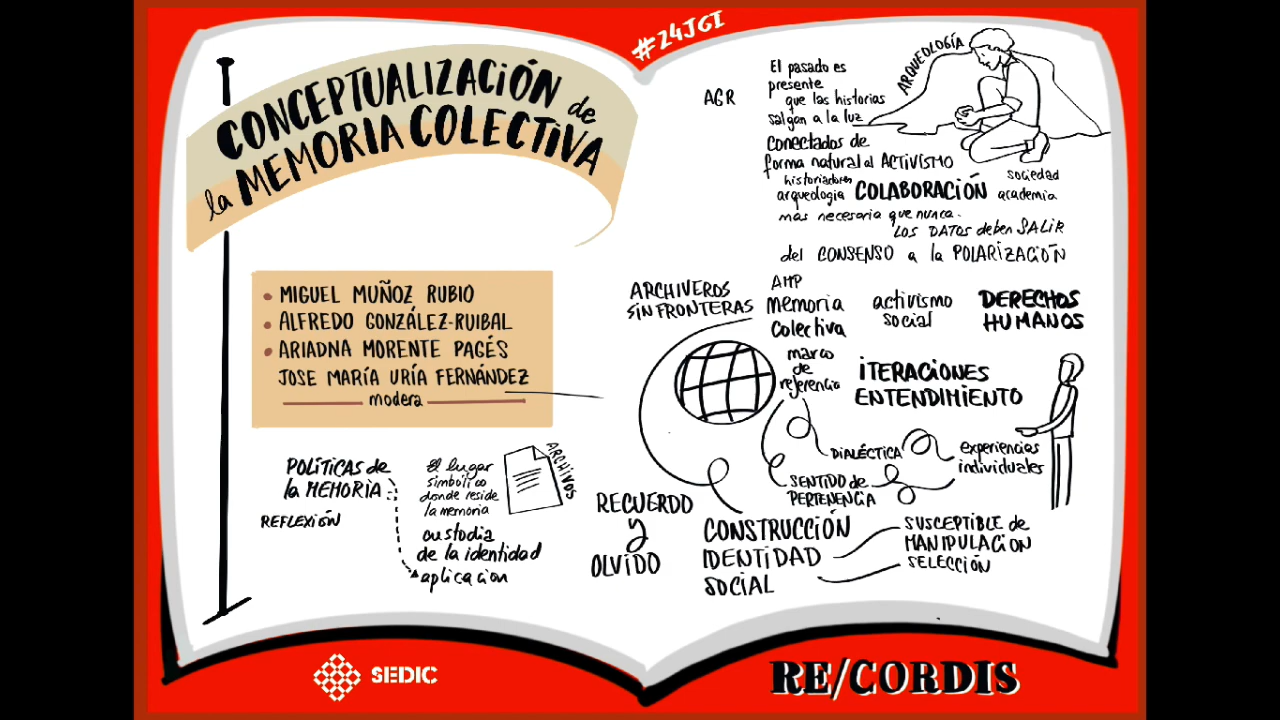 #24JGI
CONCEPTUALIZACIÓN de
la MEMORIA COLECTIVA
MIGUEL MUÑOZ RUBIO
ALFREDO GONZÁLEZ-RUIBAL
ARIADNA MORENTE PAGÉS
JOSE MARÍA URÍA FERNÁNDEZ
modera
POLÍTICAS de
la MEMORIA
REFLEXIÓN
El lugar
simbólico
donde reside
la memoria
ARCHIVOS
custodia
de la identidad
aplicacion
AGR
El pasado es
presente
que las historias
salgan a la luz
ARQUEOLOGÍA
conectados de
forma natural al ACTIVISMO
historiadores
arqueologia COLABORACIÓN sociedad
academia
más necesaria que nunca.
LOS DATOS deben SALIR
del CONSENSO a la POLARIZACIÓN
ARCHIVEROS
SIN FRONTERAS
AMP
memoria
colectiva
activismo
social
DERECHOS
HUMANOS
marco
de
referencia
ITERACIONES
ENTENDIMIENTO
DIALÉCTICA
experiencias
individuales
SENTIDO de
PERTENENCIA
RECUERDO
y
OLVIDO
CONSTRUCCIÓN
IDENTIDAD
SOCIAL
SUSCEPTIBLE de
MANIPULACION
SELECCIÓN
SEDIC
RE/CORDIS